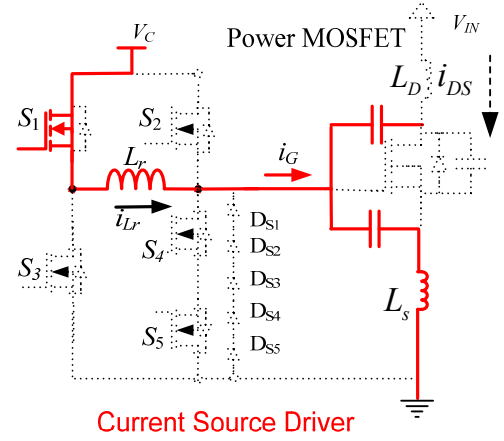 V_C
Power MOSFET
V_IN
L_D
i_DS
S_1
S_2
L_r
i_G
i_Lr
D_S1
S_4
D_S2
S_3
D_S3
L_s
D_S4
S_5
D_S5
Current Source Driver